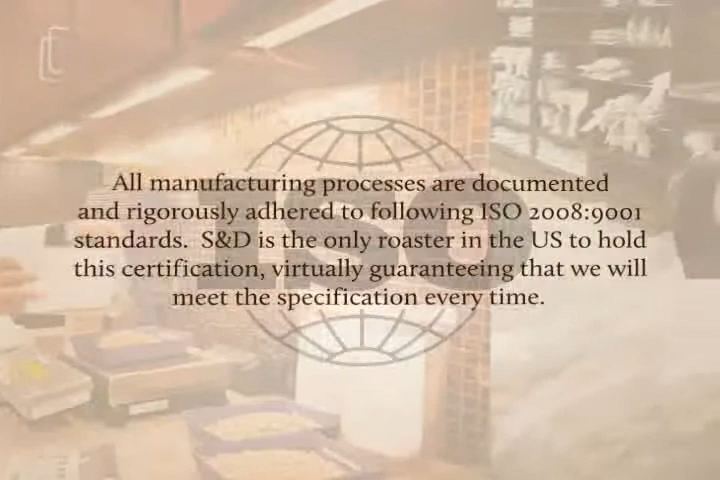 All manufacturing processes are documented
and rigorously adhered to following ISO 2008:9001
standards. S&D is the only roaster in the US to hold
this certification, virtually guaranteeing that we will
meet the specification every time.
ISO